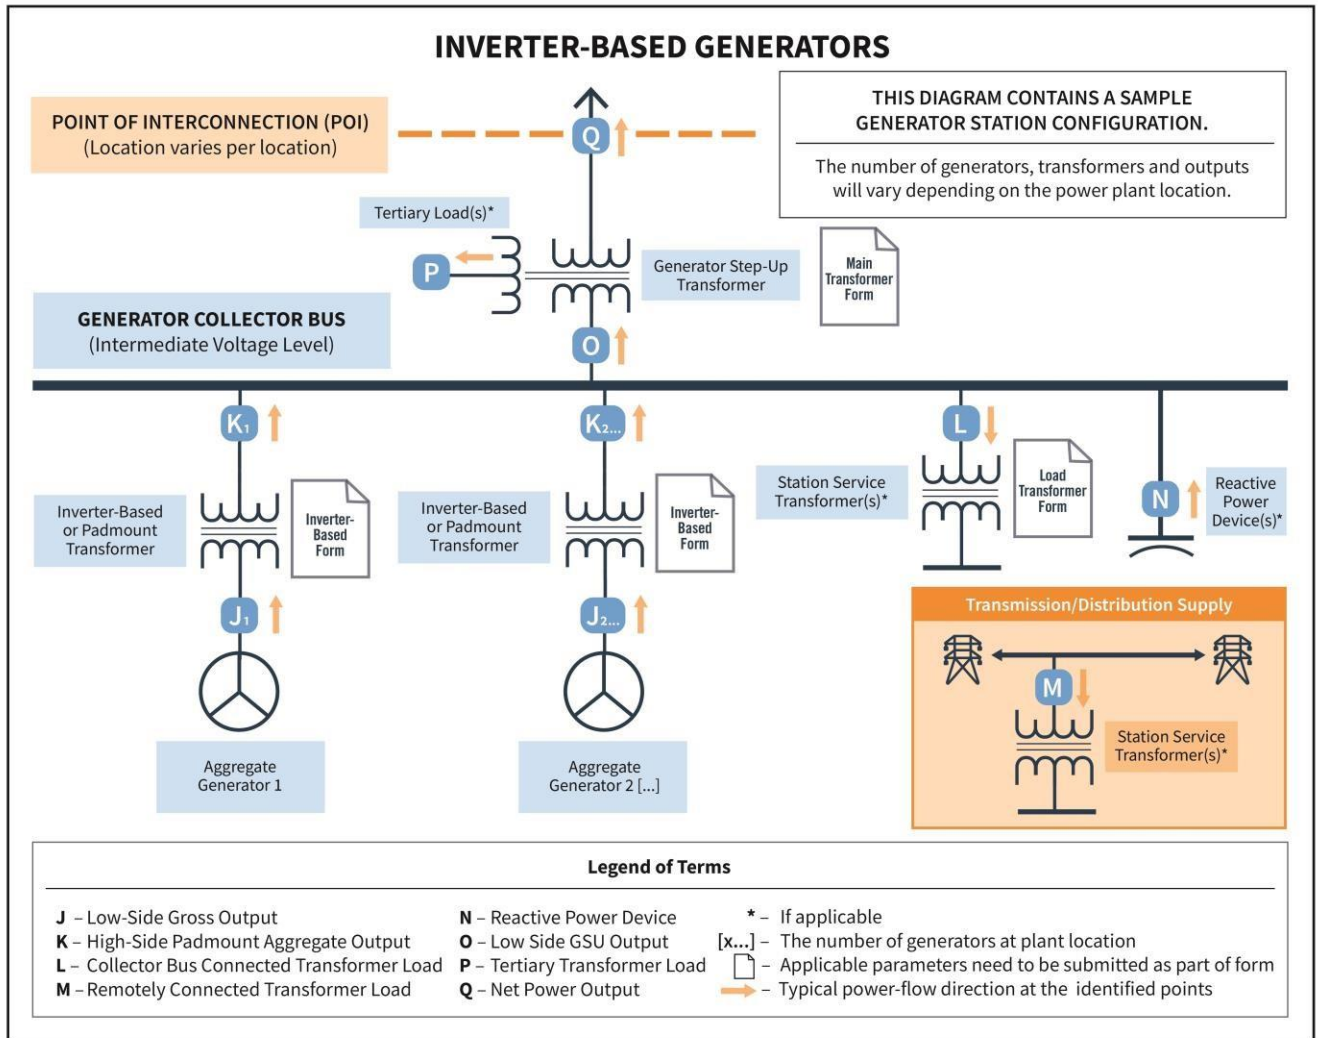 INVERTER-BASED GENERATORS
POINT OF INTERCONNECTION (POI)
(Location varies per location)
Q
THIS DIAGRAM CONTAINS A SAMPLE
GENERATOR STATION CONFIGURATION.
The number of generators, transformers and outputs
will vary depending on the power plant location.
Tertiary Load(s)*
P
Generator Step-Up
Transformer
Main
Transformer
Form
GENERATOR COLLECTOR BUS
(Intermediate Voltage Level)
O
K1
K2...
L
Inverter-Based
or Padmount
Transformer
Inverter-
Based
Form
Inverter-Based
or Padmount
Transformer
Inverter-
Based
Form
Station Service
Transformer(s)*
Load
Transformer
Form
N
Reactive
Power
Device(s)*
J1
J2...
Aggregate
Generator 1
Aggregate
Generator 2 [...]
Transmission/Distribution Supply
M
Station Service
Transformer(s)*
Legend of Terms
J – Low-Side Gross Output
K – High-Side Padmount Aggregate Output
L – Collector Bus Connected Transformer Load
M – Remotely Connected Transformer Load
N – Reactive Power Device
O – Low Side GSU Output
P – Tertiary Transformer Load
Q – Net Power Output
* – If applicable
[x...] – The number of generators at plant location
– Applicable parameters need to be submitted as part of form
– Typical power-flow direction at the identified points